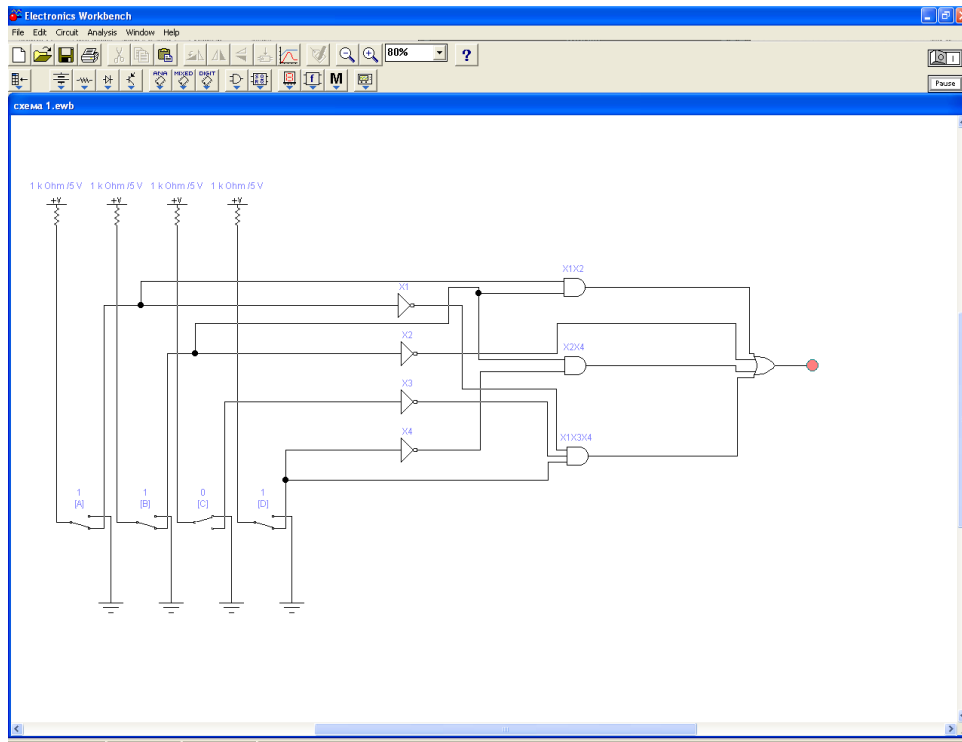 Electronics Workbench
File Edit Circuit Analysis Window Help
80% ?
ANA MIXED DIGIT
M
Pause
схема 1.ewb
1 k Ohm /5 V 1 k Ohm /5 V 1 k Ohm /5 V 1 k Ohm /5 V
+V +V +V +V
X1X2
X1
X2
X2X4
X3
X4
X1X3X4
1 1 0 1
[A] [B] [C] [D]